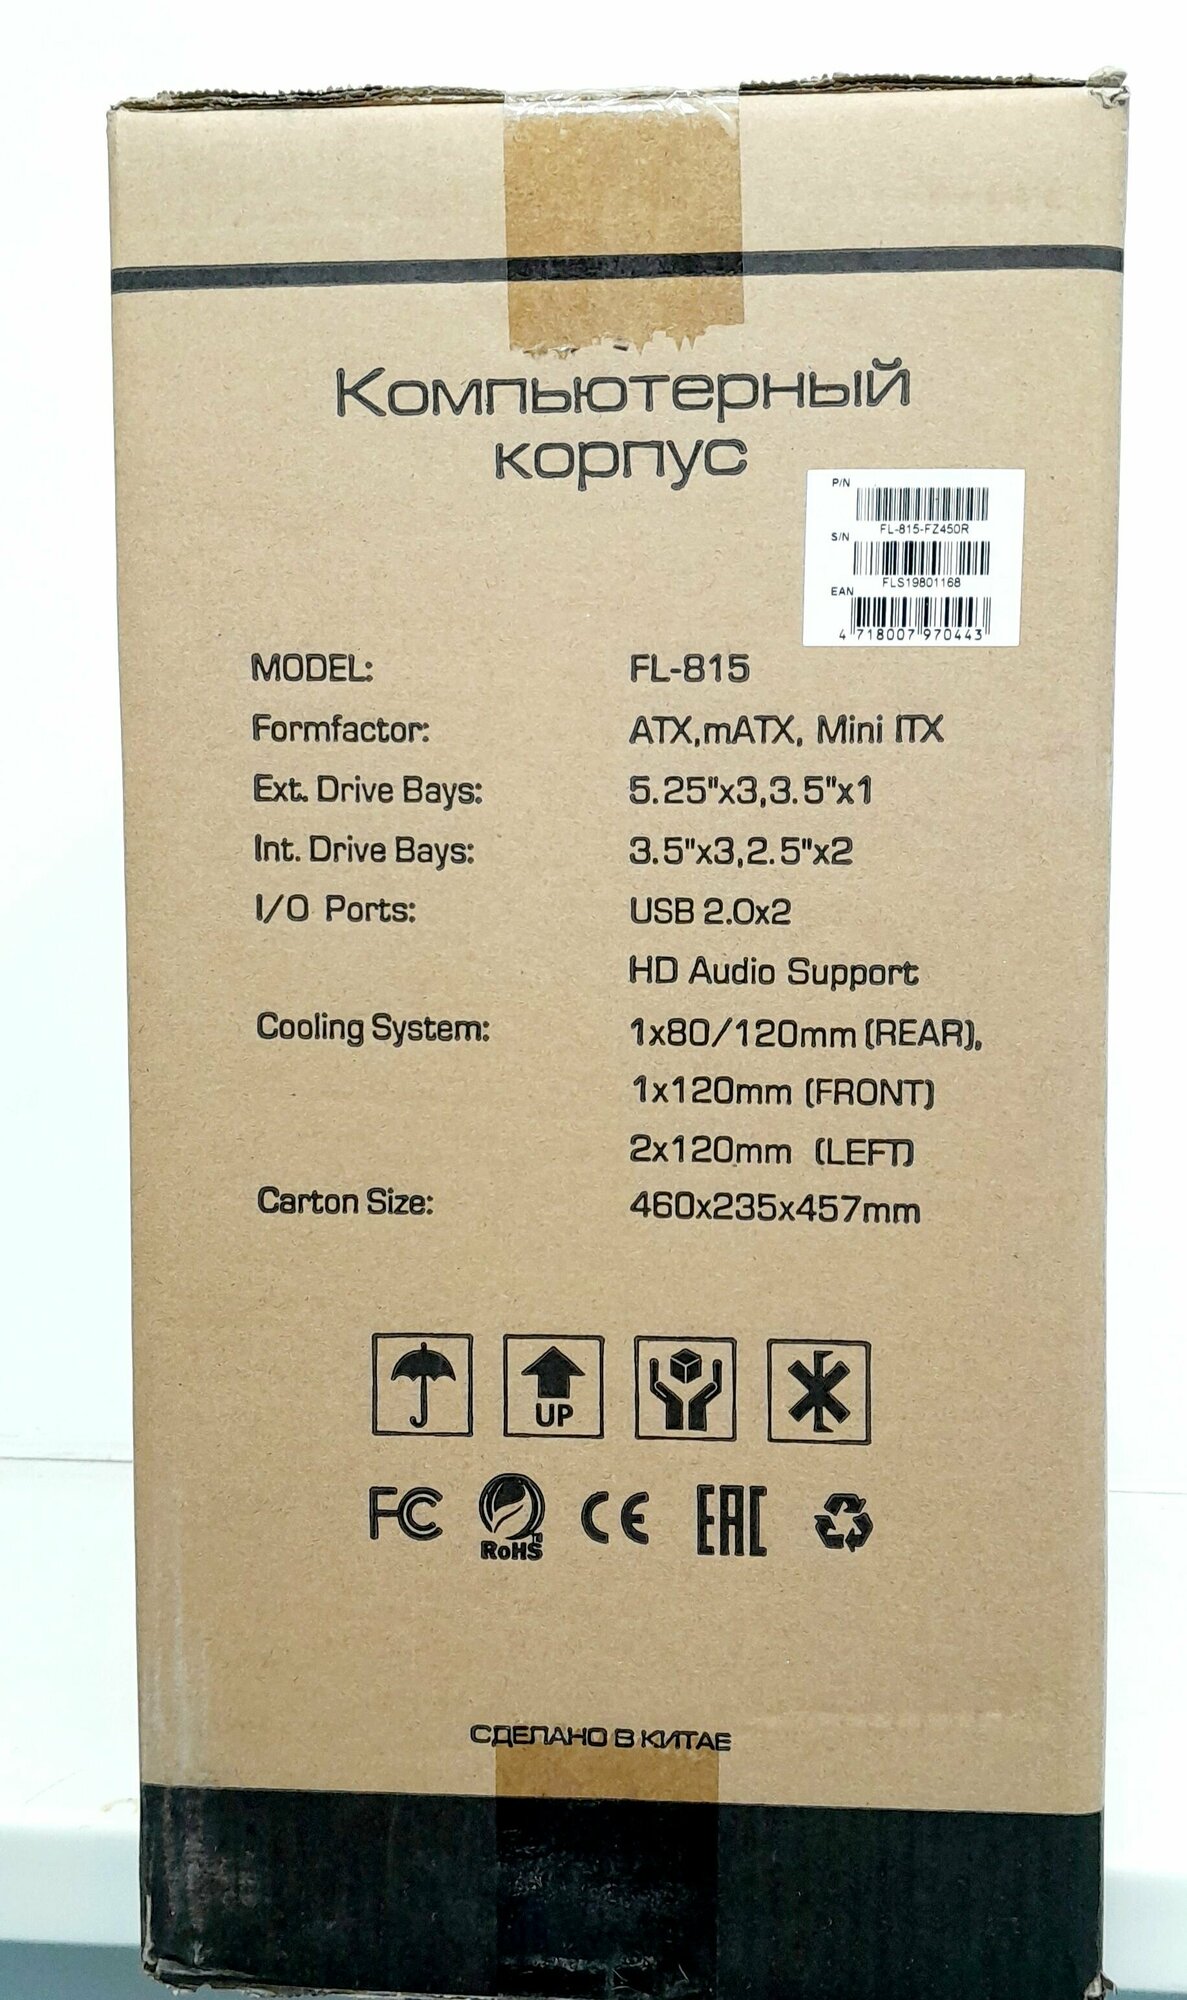 Компьютерный
корпус
P/N
FL-815-FZ450R
S/N
FLS19801168
EAN
4 718007 970443
MODEL: FL-815
Formfactor: ATX,mATX, Mini ITX
Ext. Drive Bays: 5.25"x3,3.5"x1
Int. Drive Bays: 3.5"x3,2.5"x2
I/O Ports: USB 2.0x2
HD Audio Support
Cooling System: 1x80/120mm (REAR),
1x120mm (FRONT)
2x120mm (LEFT)
Carton Size: 460x235x457mm
UP
FC RoHS CE EAC
СДЕЛАНО В КИТАЕ